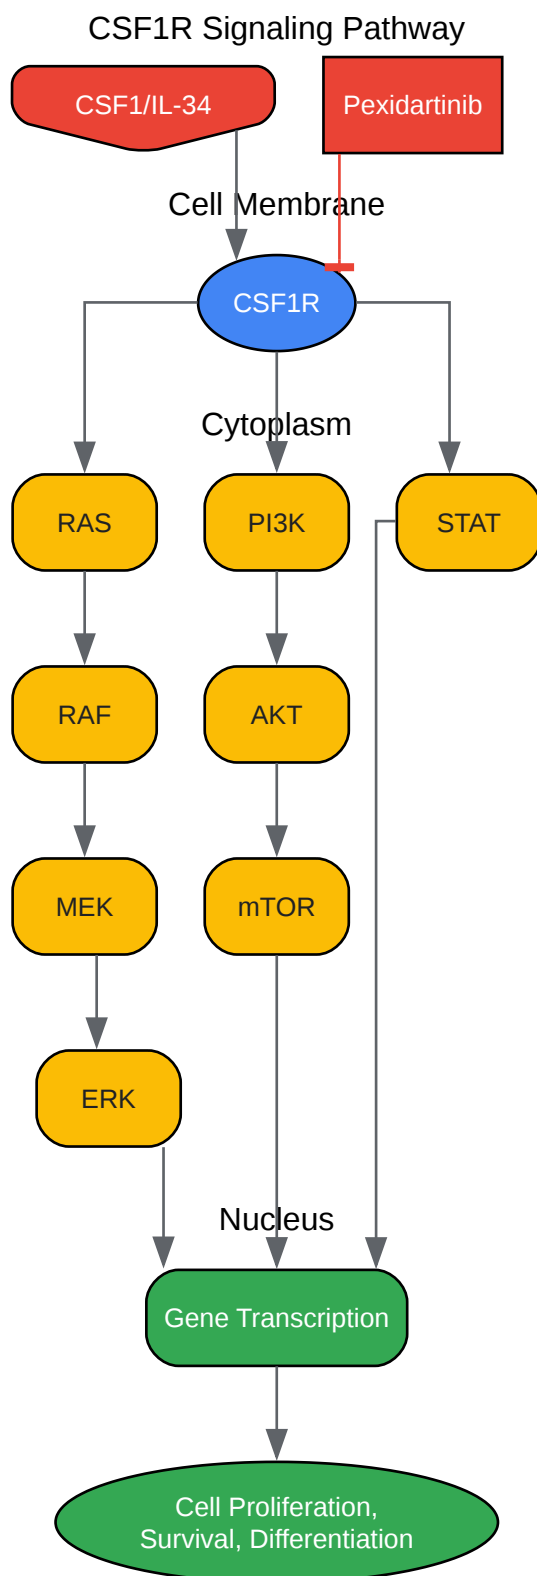 CSF1R Signaling Pathway
CSF1/IL-34
Pexidartinib
Cell Membrane
CSF1R
Cytoplasm
RAS
PI3K
STAT
RAF
AKT
MEK
mTOR
ERK
Nucleus
Gene Transcription
Cell Proliferation,
Survival, Differentiation